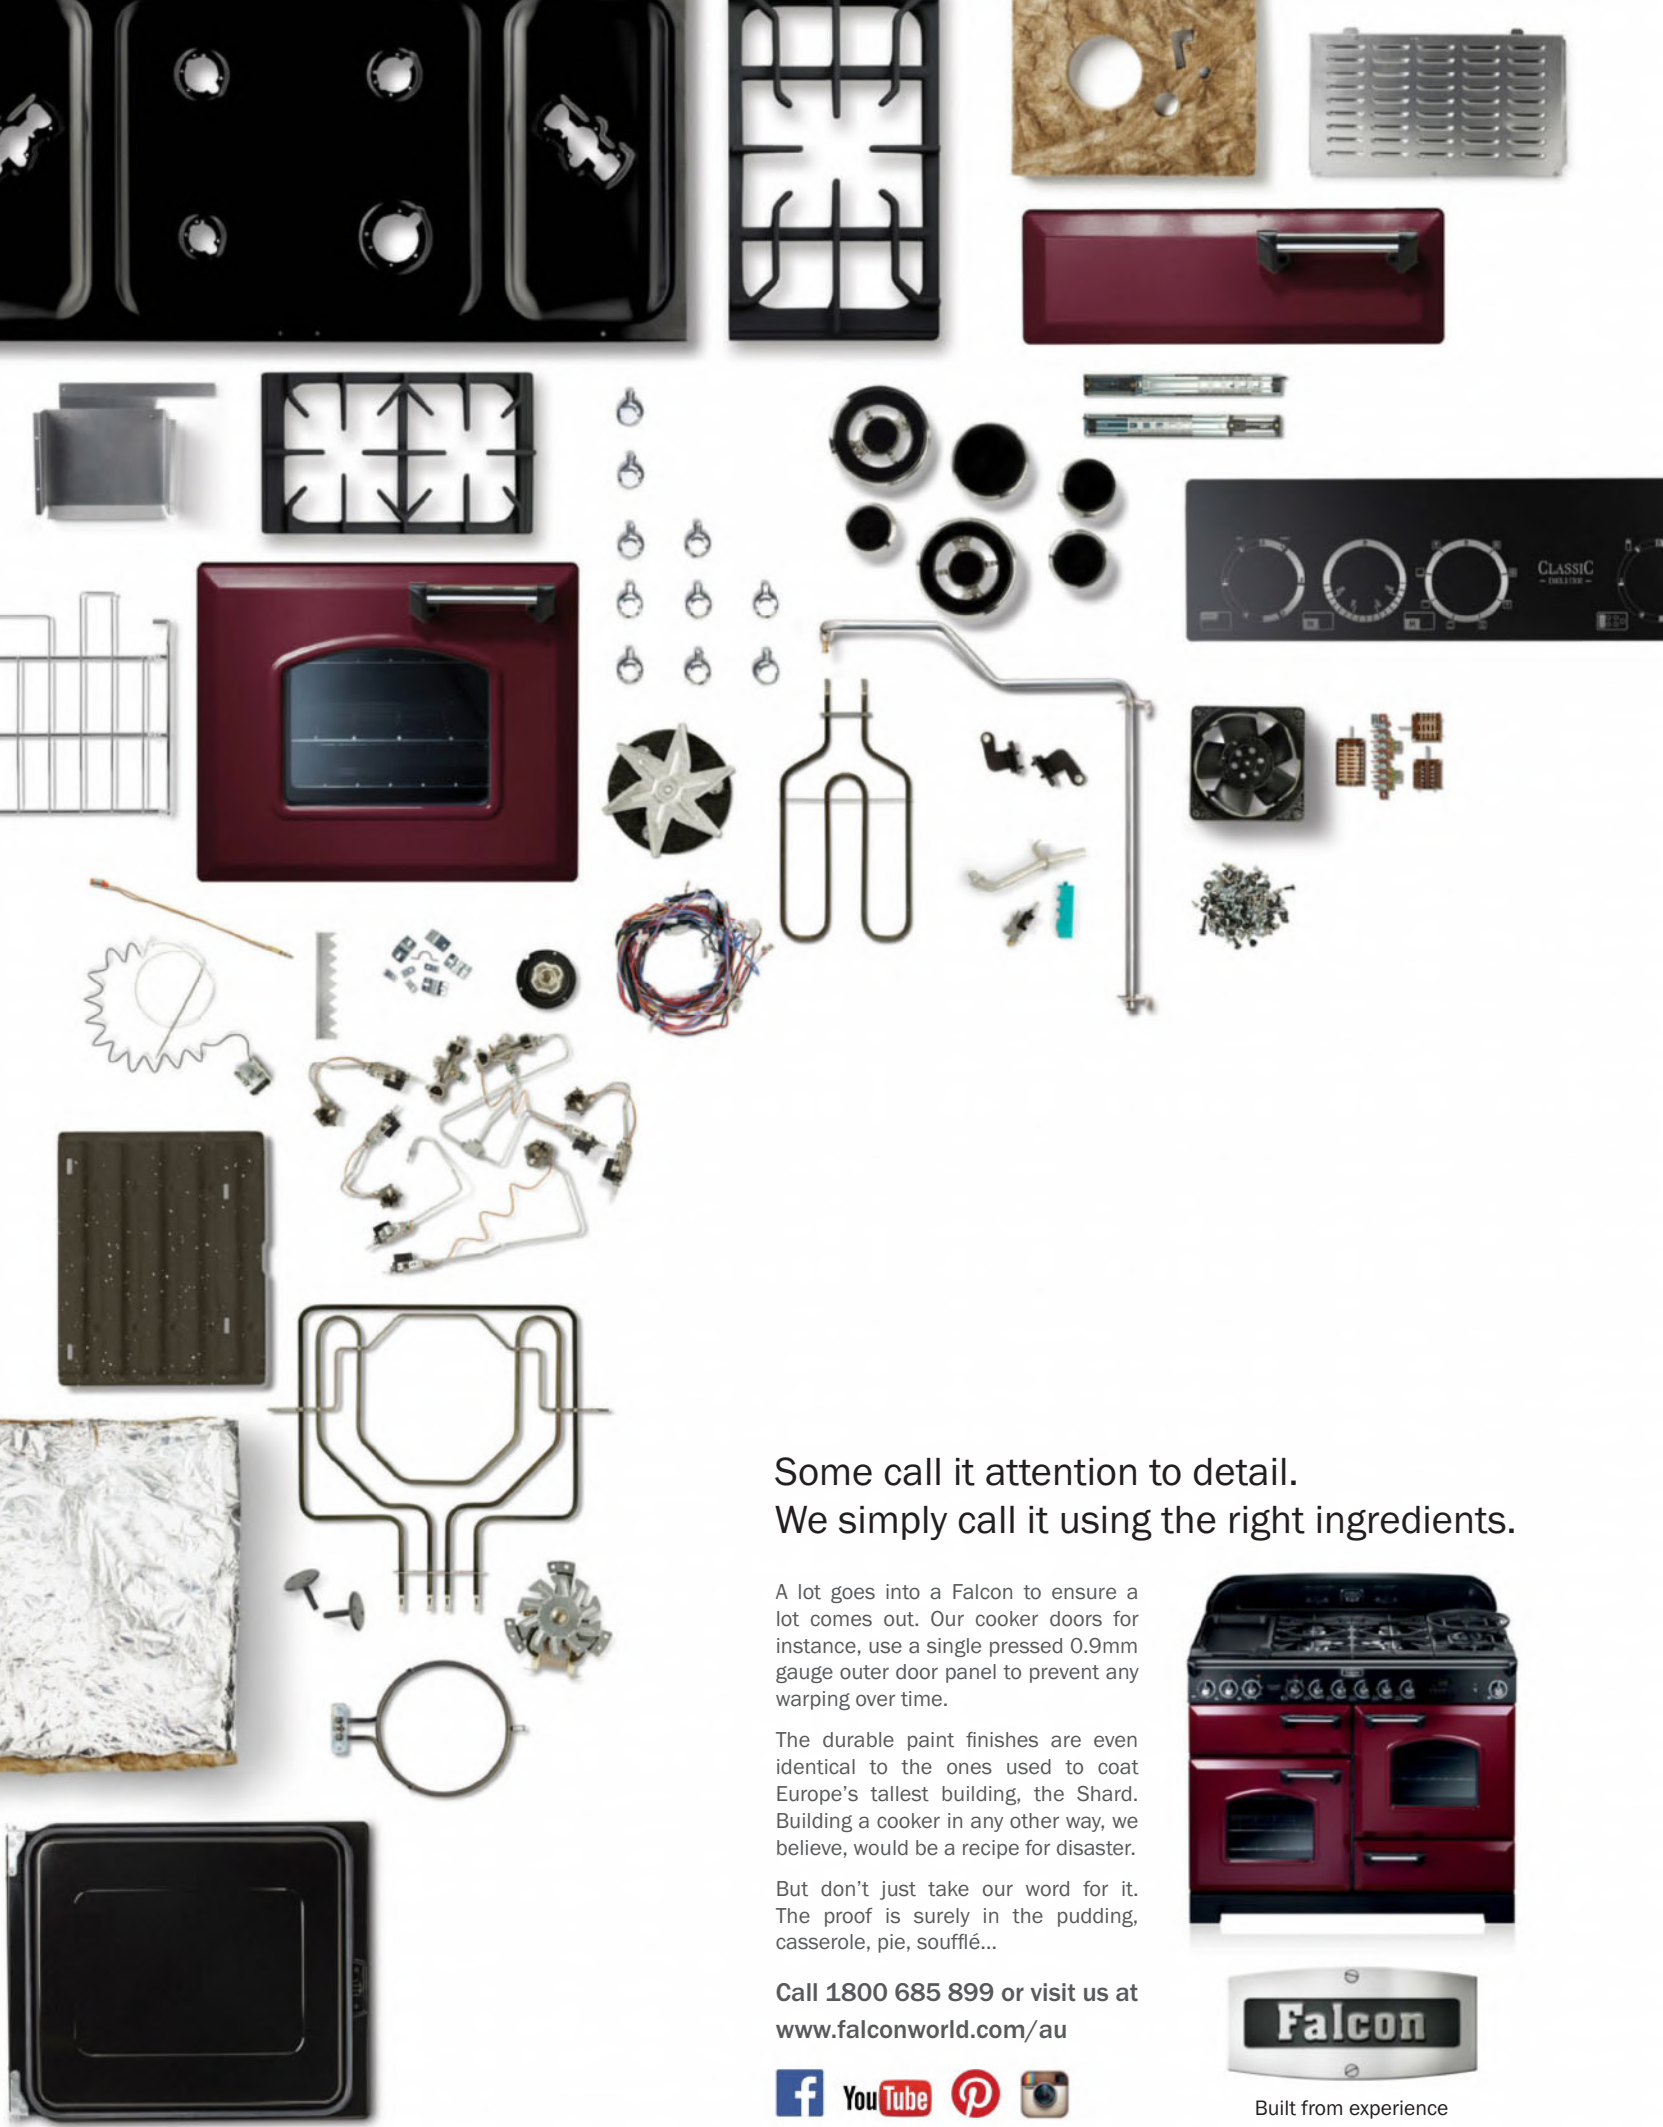 CLASSIC
DELUXE
Some call it attention to detail.
We simply call it using the right ingredients.
A lot goes into a Falcon to ensure a
lot comes out. Our cooker doors for
instance, use a single pressed 0.9mm
gauge outer door panel to prevent any
warping over time.
The durable paint finishes are even
identical to the ones used to coat
Europe's tallest building, the Shard.
Building a cooker in any other way, we
believe, would be a recipe for disaster.
But don't just take our word for it.
The proof is surely in the pudding,
casserole, pie, soufflé...
Call 1800 685 899 or visit us at
www.falconworld.com/au
f
YouTube
Falcon
Built from experience